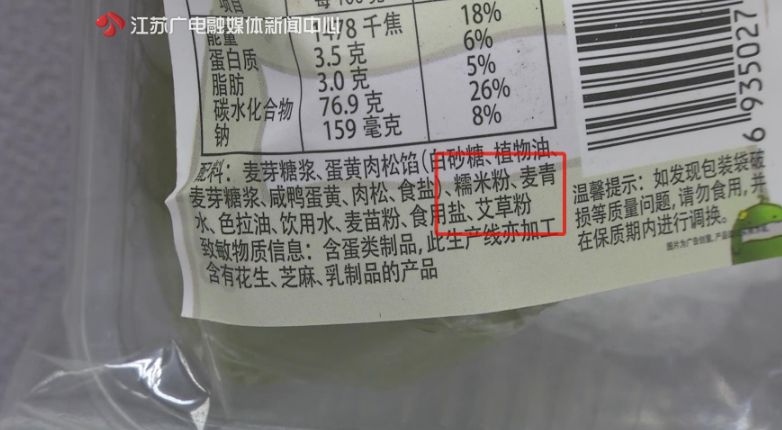 江苏广电融媒体新闻中心
项目
能量 1478 千焦 18%
蛋白质 3.5 克 6%
脂肪 3.0 克 5%
碳水化合物 76.9 克 26%
钠 159 毫克 8%
配料：麦芽糖浆、蛋黄肉松馅(白砂糖、植物油、
麦芽糖浆、咸鸭蛋黄、肉松、食盐)、糯米粉、麦青
水、色拉油、饮用水、麦苗粉、食用盐、艾草粉
致敏物质信息：含蛋类制品，此生产线亦加工
含有花生、芝麻、乳制品的产品
6 935027
温馨提示：如发现包装袋破
损等质量问题，请勿食用，并
在保质期内进行调换。